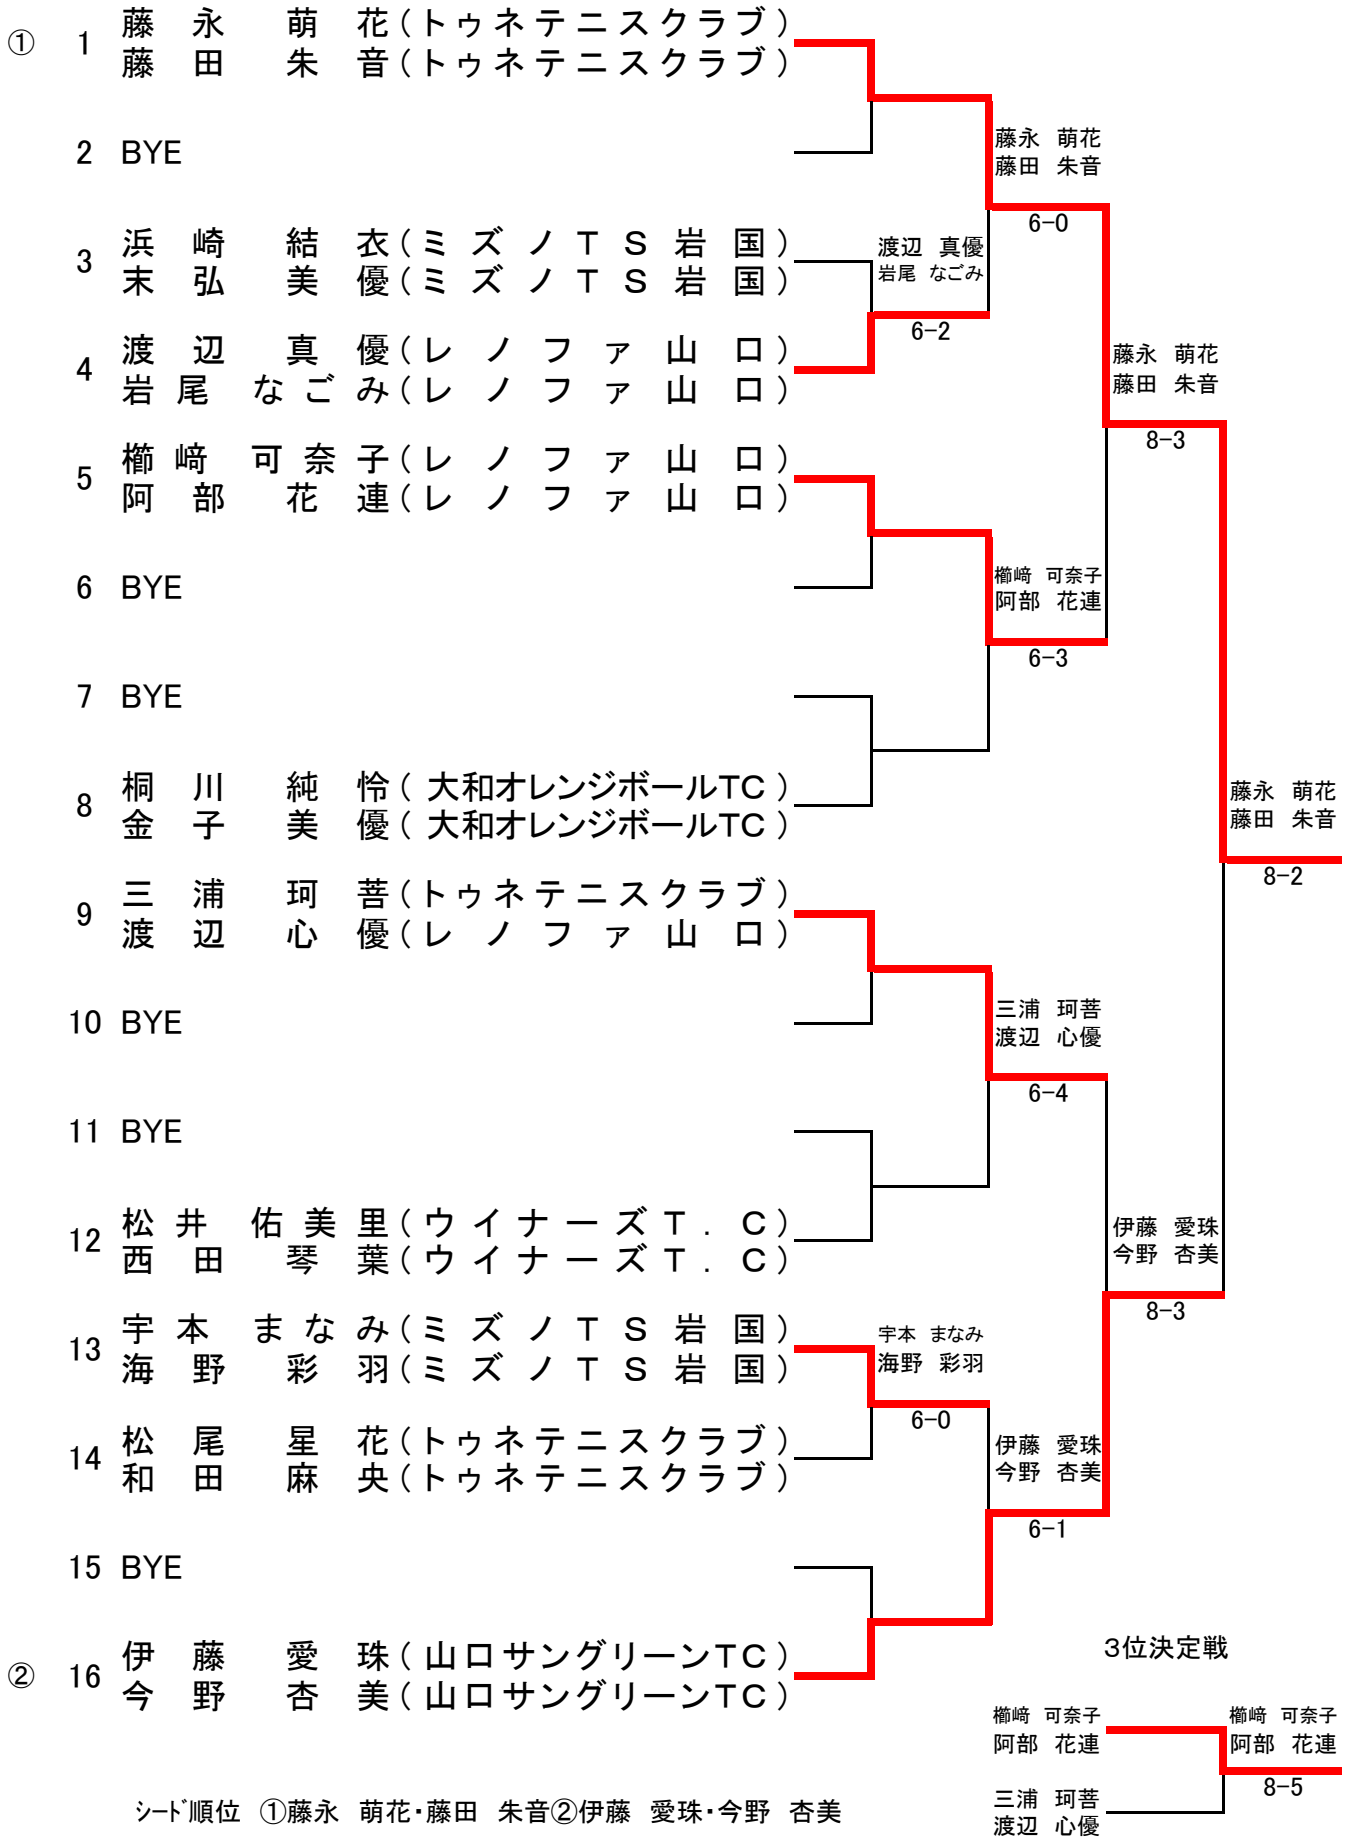 ① 1 藤永 萌花(トゥネテニスクラブ)
藤田 朱音(トゥネテニスクラブ)
2 BYE
3 浜崎 結衣(ミズノTS岩国)
末弘 美優(ミズノTS岩国)
4 渡辺 真優(レノファ山口)
岩尾 なごみ(レノファ山口)
5 櫛﨑 可奈子(レノファ山口)
阿部 花連(レノファ山口)
6 BYE
7 BYE
8 桐川 純怜(大和オレンジボールTC)
金子 美優(大和オレンジボールTC)
9 三浦 珂菩(トゥネテニスクラブ)
渡辺 心優(レノファ山口)
10 BYE
11 BYE
12 松井 佑美里(ウイナーズT.C)
西田 琴葉(ウイナーズT.C)
13 宇本 まなみ(ミズノTS岩国)
海野 彩羽(ミズノTS岩国)
14 松尾 星花(トゥネテニスクラブ)
和田 麻央(トゥネテニスクラブ)
15 BYE
② 16 伊藤 愛珠(山口サングリーンTC)
今野 杏美(山口サングリーンTC)
渡辺 真優
岩尾 なごみ
6-2
宇本 まなみ
海野 彩羽
6-0
藤永 萌花
藤田 朱音
6-0
櫛﨑 可奈子
阿部 花連
6-3
三浦 珂菩
渡辺 心優
6-4
伊藤 愛珠
今野 杏美
6-1
藤永 萌花
藤田 朱音
8-3
伊藤 愛珠
今野 杏美
8-3
藤永 萌花
藤田 朱音
8-2
3位決定戦
櫛﨑 可奈子
阿部 花連
三浦 珂菩
渡辺 心優
櫛﨑 可奈子
阿部 花連
8-5
シード順位 ①藤永 萌花・藤田 朱音②伊藤 愛珠・今野 杏美